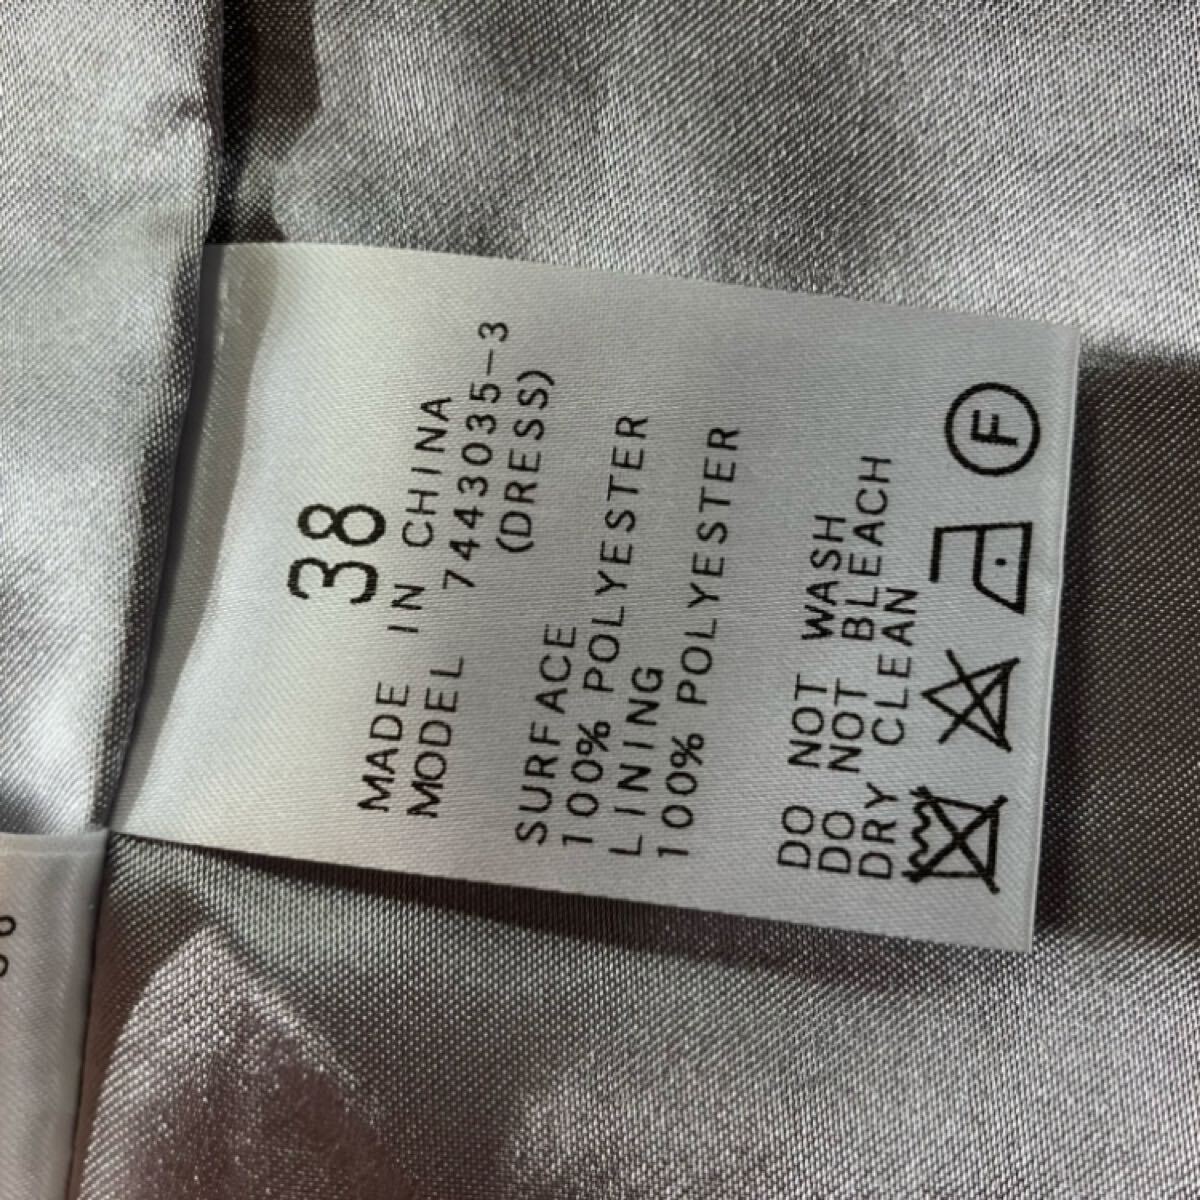 38
MADE IN CHINA
MODEL 7443035-3
(DRESS)
SURFACE
100% POLYESTER
LINING
100% POLYESTER
DO NOT WASH
DO NOT BLEACH
DRY CLEAN
F